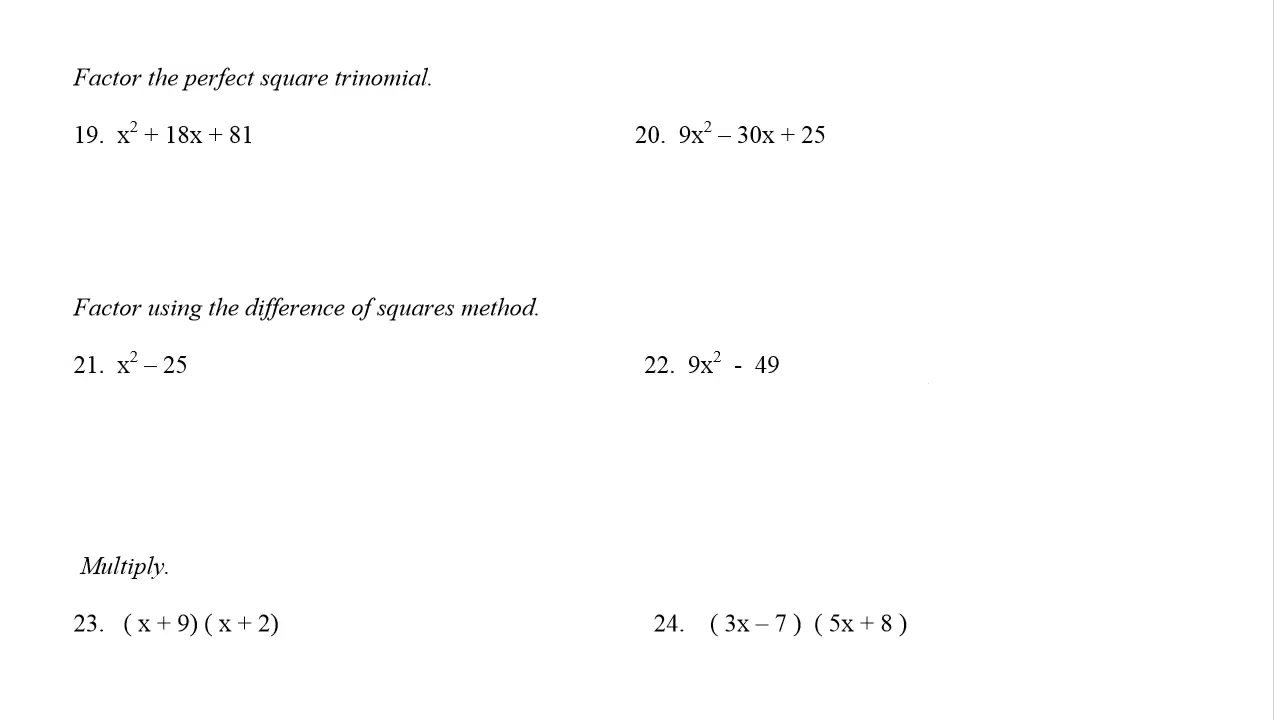 Factor the perfect square trinomial.
19. x² + 18x + 81 20. 9x² – 30x + 25
Factor using the difference of squares method.
21. x² – 25 22. 9x² - 49
Multiply.
23. ( x + 9) ( x + 2) 24. ( 3x – 7 ) ( 5x + 8 )